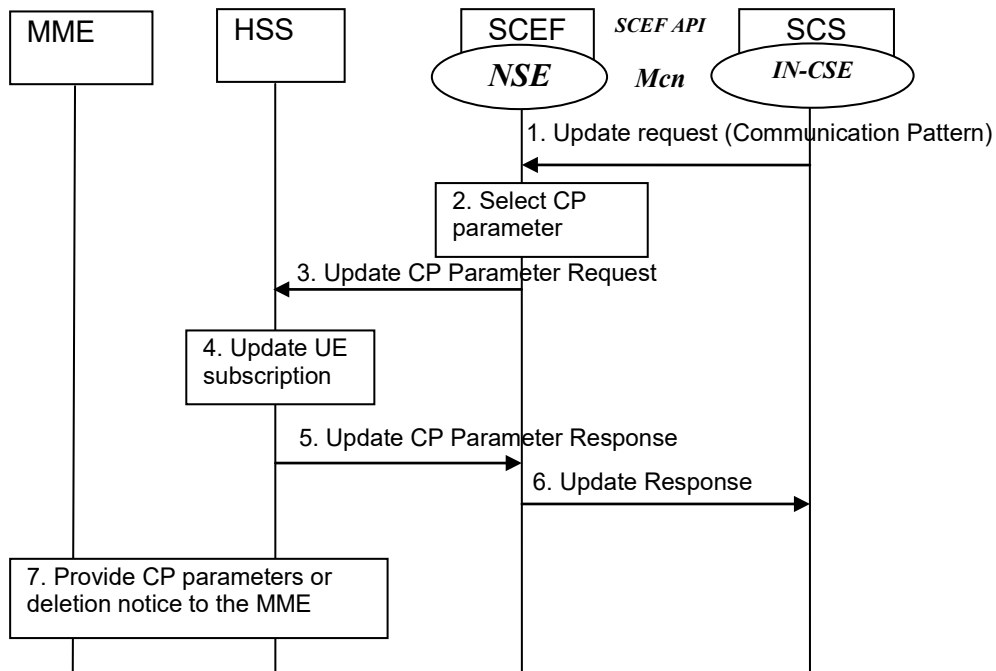 MME
HSS
SCEF
SCEF API
SCS
NSE
Mcn
IN-CSE
1. Update request (Communication Pattern)
2. Select CP
parameter
3. Update CP Parameter Request
4. Update UE
subscription
5. Update CP Parameter Response
6. Update Response
7. Provide CP parameters or
deletion notice to the MME